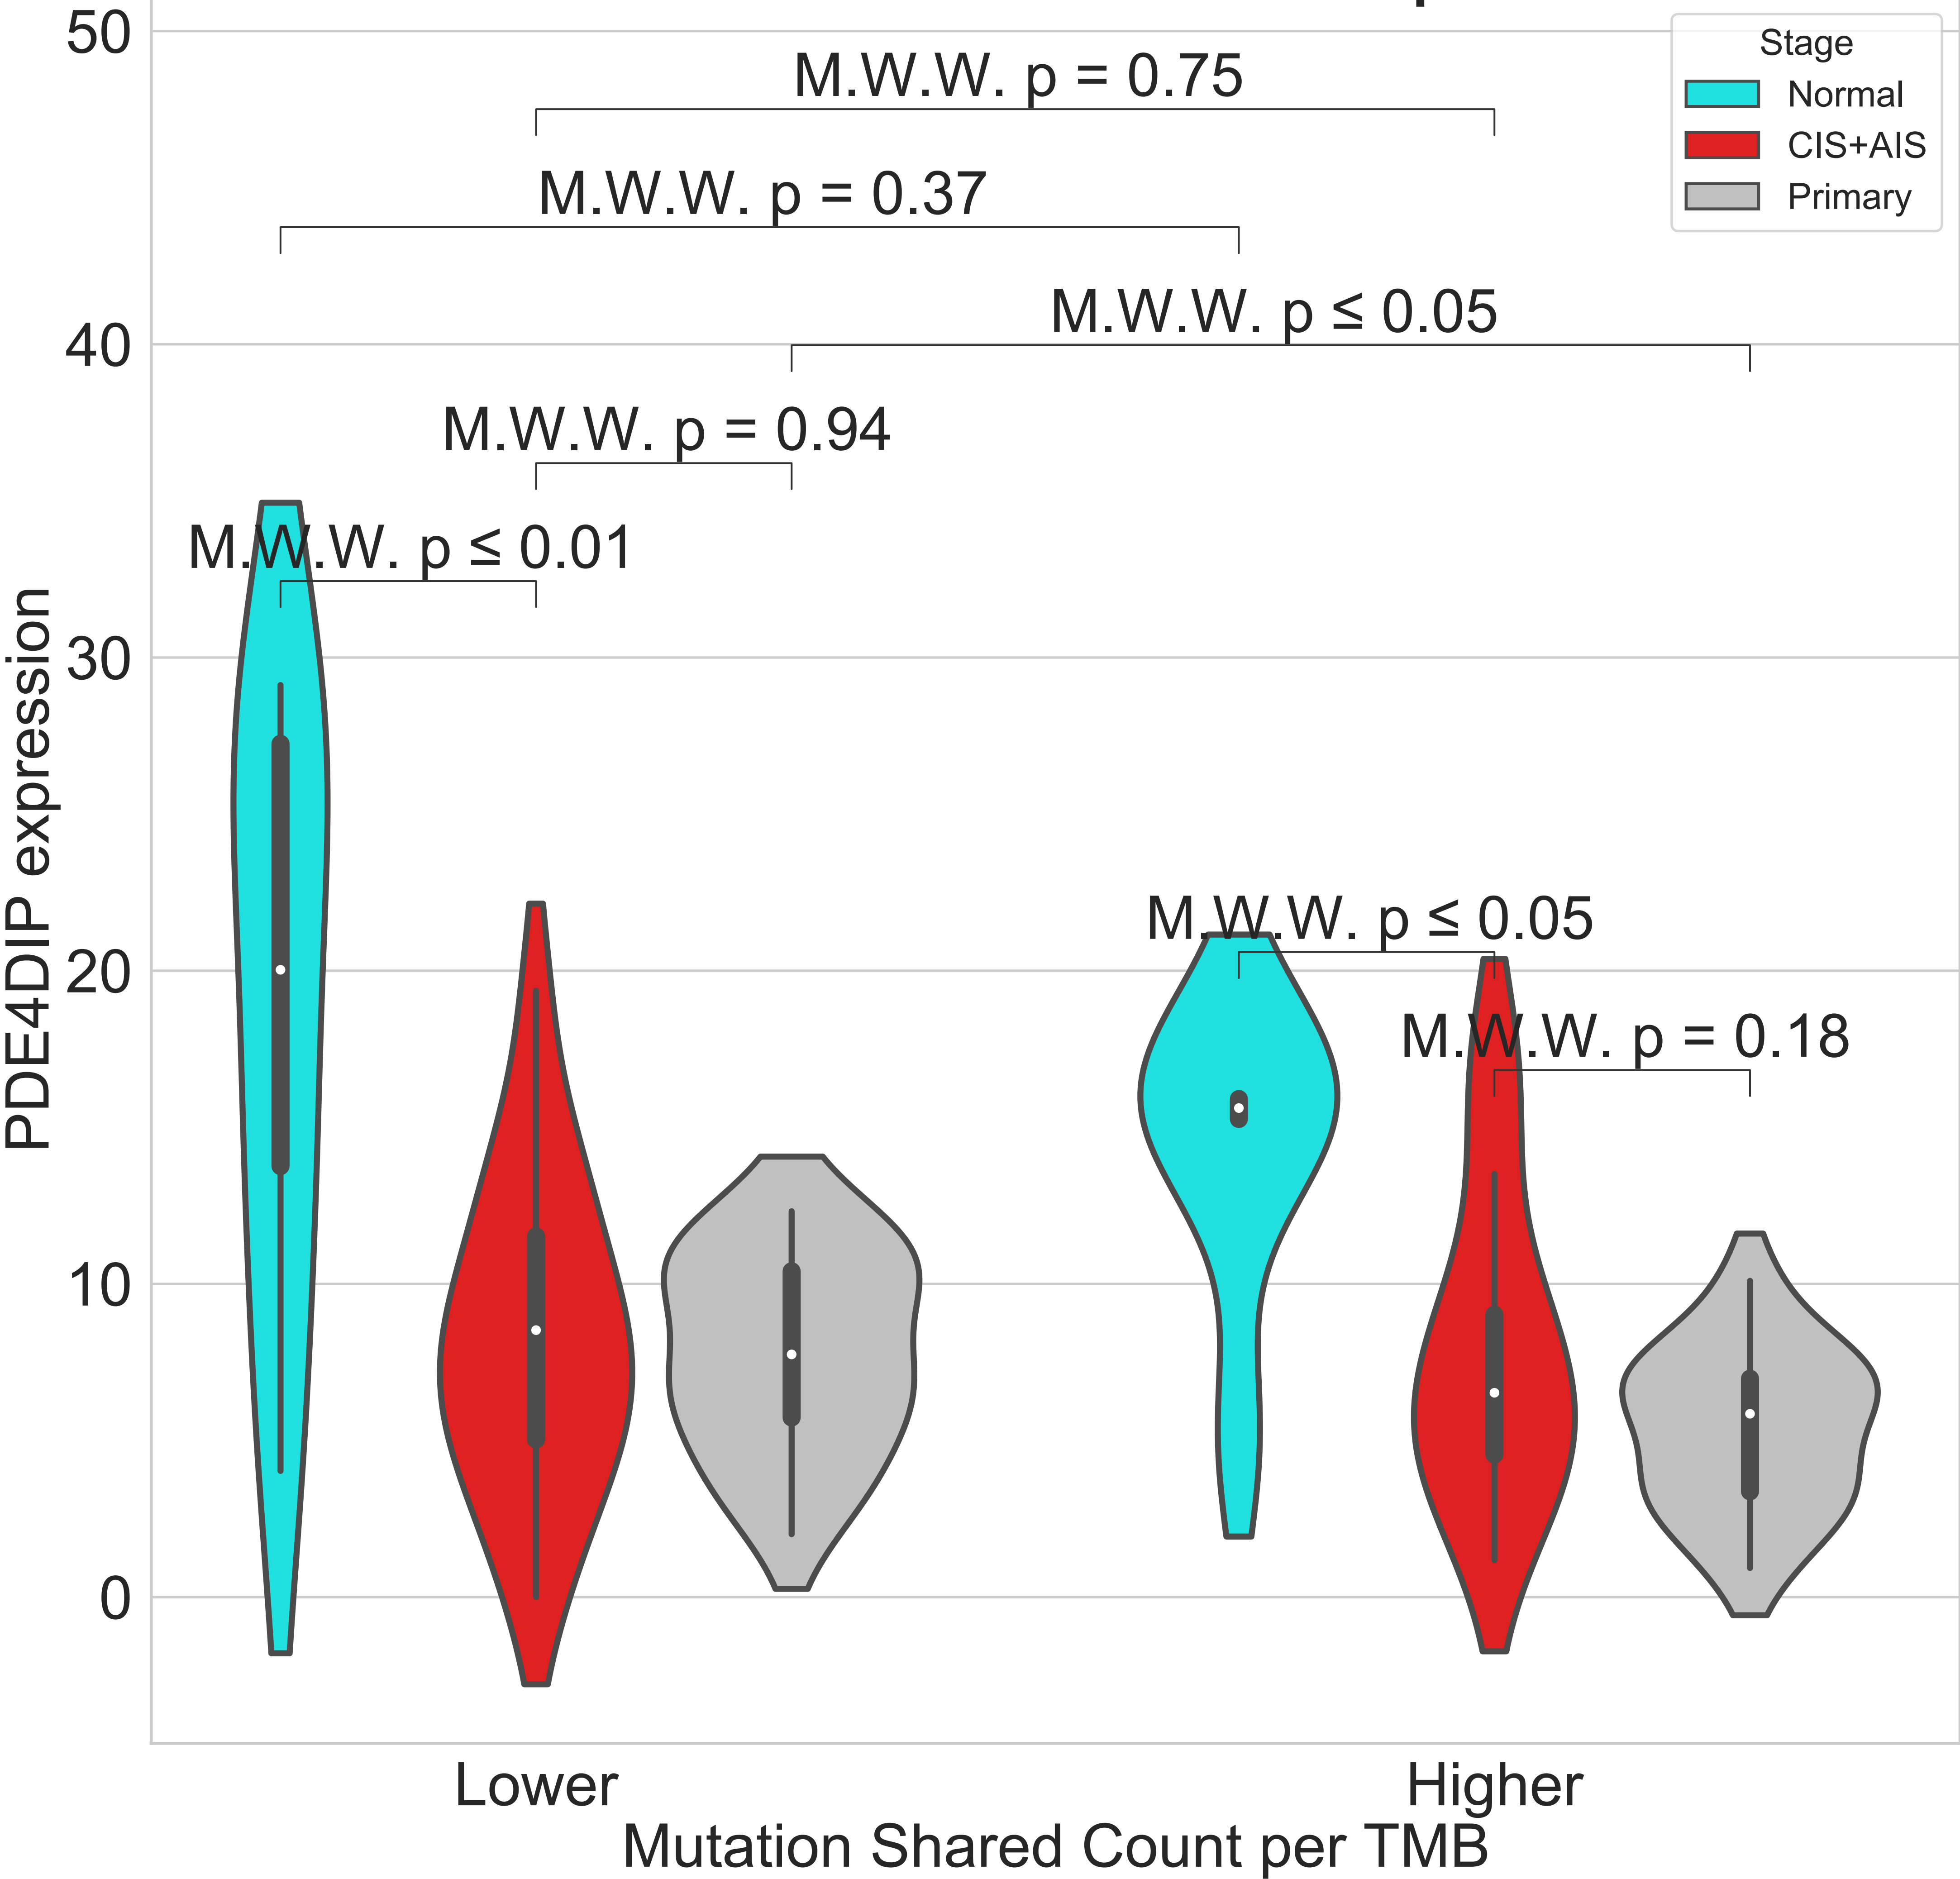 50
40
30
20
10
0
PDE4DIP expression
Stage
Normal
CIS+AIS
Primary
M.W.W. p = 0.75
M.W.W. p = 0.37
M.W.W. p ≤ 0.05
M.W.W. p = 0.94
M.W.W. p ≤ 0.01
M.W.W. p ≤ 0.05
M.W.W. p = 0.18
Lower
Higher
Mutation Shared Count per TMB